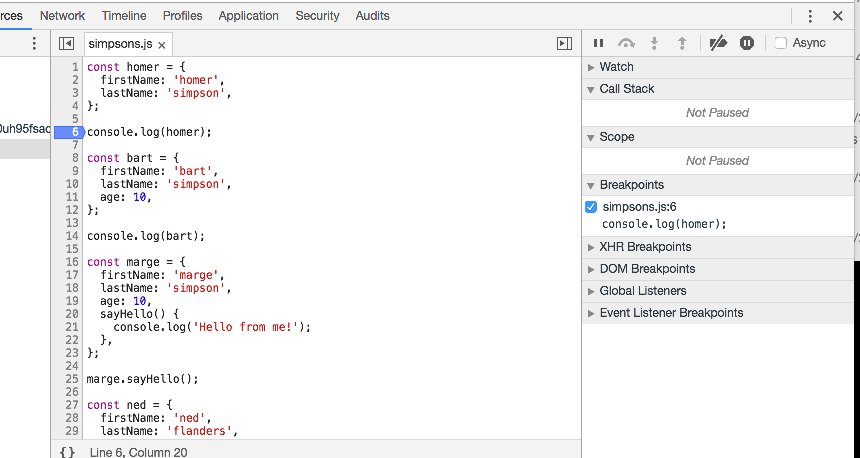 rces Network Timeline Profiles Application Security Audits
simpsons.js
Async
0uh95fsad
1 const homer = {
2   firstName: 'homer',
3   lastName: 'simpson',
4 };
5
6 console.log(homer);
7
8 const bart = {
9   firstName: 'bart',
10   lastName: 'simpson',
11   age: 10,
12 };
13
14 console.log(bart);
15
16 const marge = {
17   firstName: 'marge',
18   lastName: 'simpson',
19   age: 10,
20   sayHello() {
21     console.log('Hello from me!');
22   },
23 };
24
25 marge.sayHello();
26
27 const ned = {
28   firstName: 'ned',
29   lastName: 'flanders',
{} Line 6, Column 20
Watch
Call Stack
Not Paused
Scope
Not Paused
Breakpoints
simpsons.js:6
console.log(homer);
XHR Breakpoints
DOM Breakpoints
Global Listeners
Event Listener Breakpoints